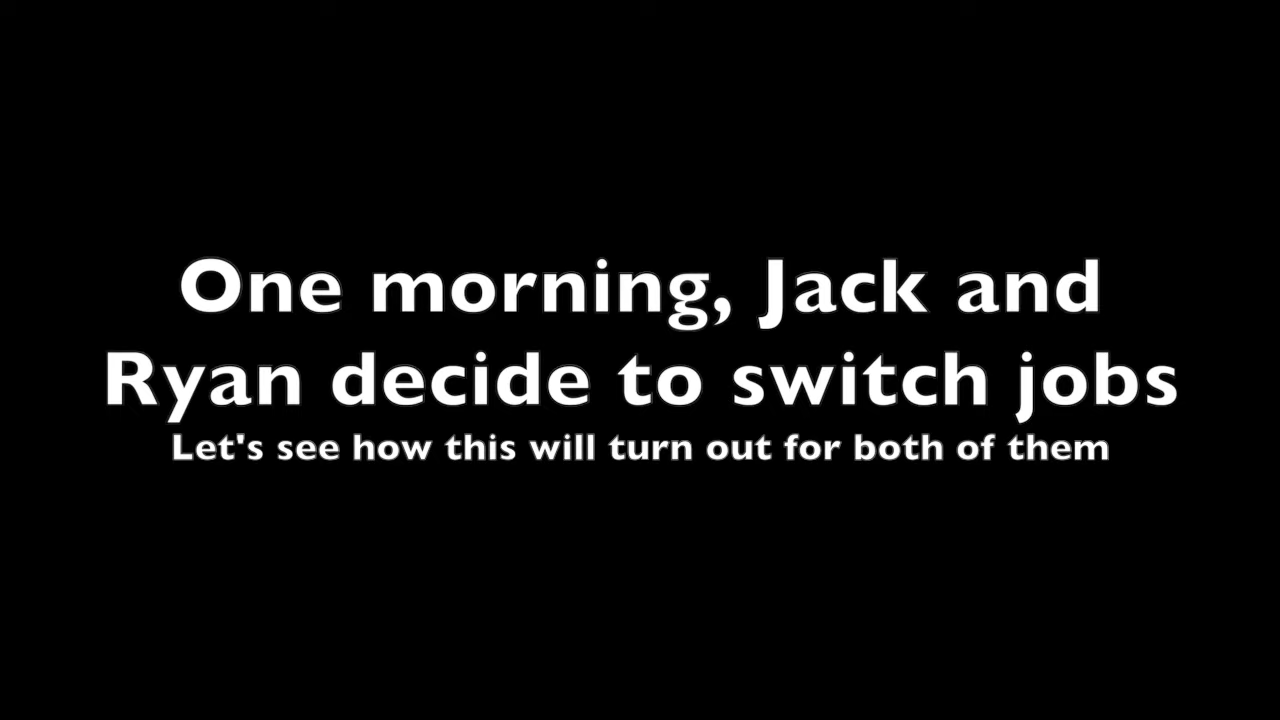 One morning, Jack and
Ryan decide to switch jobs
Let's see how this will turn out for both of them